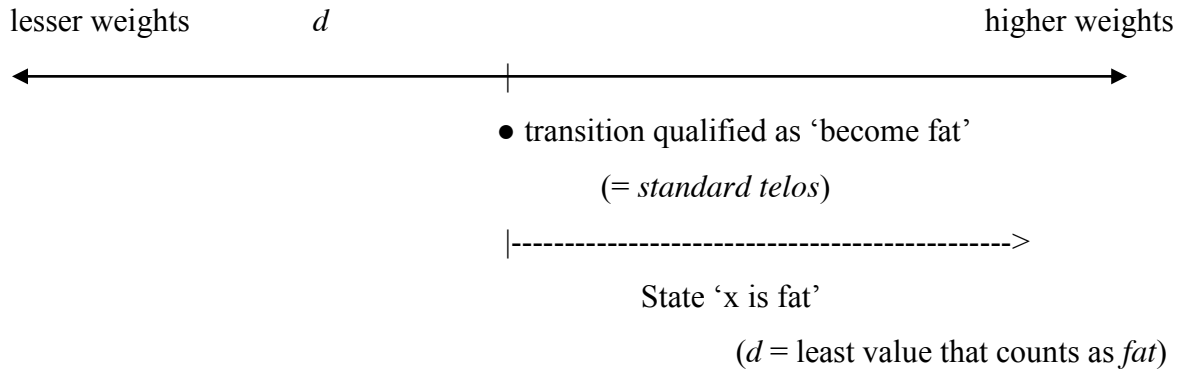 lesser weights d higher weights
● transition qualified as ‘become fat’
(= standard telos)
|--------------------------------------------------->
State ‘x is fat’
(d = least value that counts as fat)